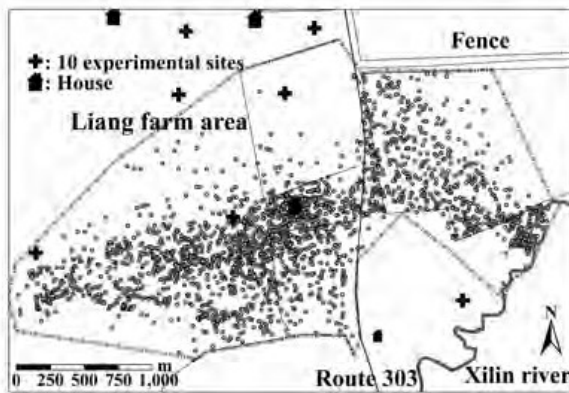 Fence
✚: 10 experimental sites
: House
Liang farm area
N
m
0 250 500 750 1,000
Route 303
Xilin river